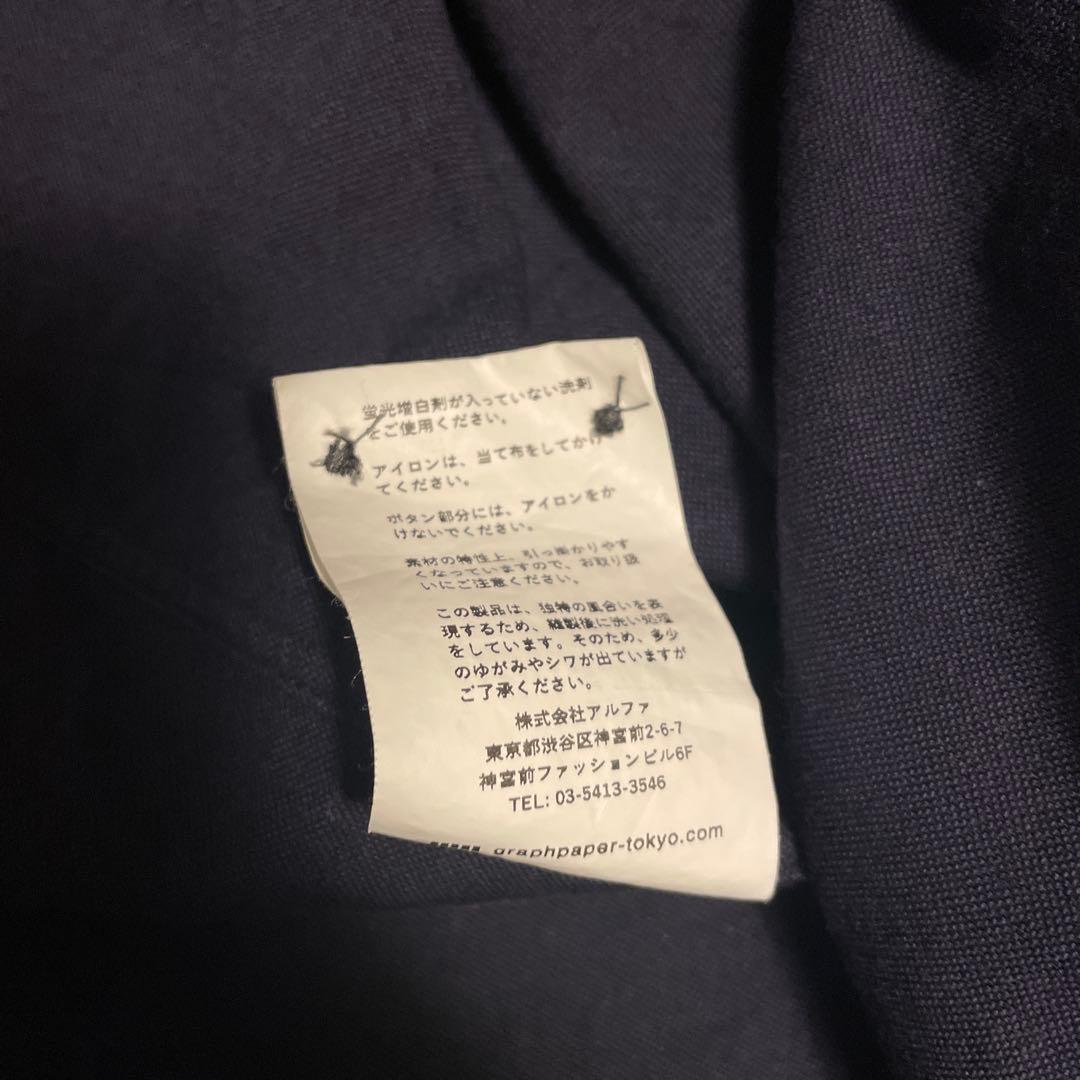 蛍光増白剤が入っていない洗剤
をご使用ください。
アイロンは、当て布をしてかけ
てください。
ボタン部分には、アイロンをか
けないでください。
素材の特性上、引っ掛かりやす
くなっていますので、お取り扱
いにご注意ください。
この製品は、独特の風合いを表
現するため、縫製後に洗い処理
をしています。そのため、多少
のゆがみやシワが出ていますが
ご了承ください。
株式会社アルファ
東京都渋谷区神宮前2-6-7
神宮前ファッションビル6F
TEL: 03-5413-3546
graphpaper-tokyo.com